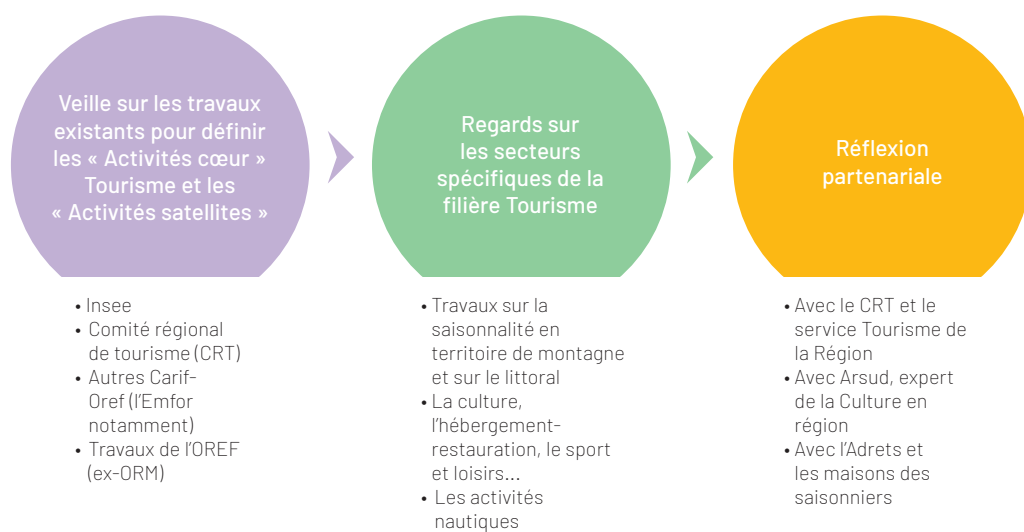 Veille sur les travaux
existants pour définir
les « Activités cœur »
Tourisme et les
« Activités satellites »
• Insee
• Comité régional
de tourisme (CRT)
• Autres Carif-
Oref (l'Emfor
notamment)
• Travaux de l'OREF
(ex-ORM)
Regards sur
les secteurs
spécifiques de la
filière Tourisme
• Travaux sur la
saisonnalité en
territoire de montagne
et sur le littoral
• La culture,
l'hébergement-
restauration, le sport
et loisirs...
• Les activités
nautiques
Réflexion
partenariale
• Avec le CRT et le
service Tourisme de
la Région
• Avec Arsud, expert
de la Culture en
région
• Avec l'Adrets et
les maisons des
saisonniers